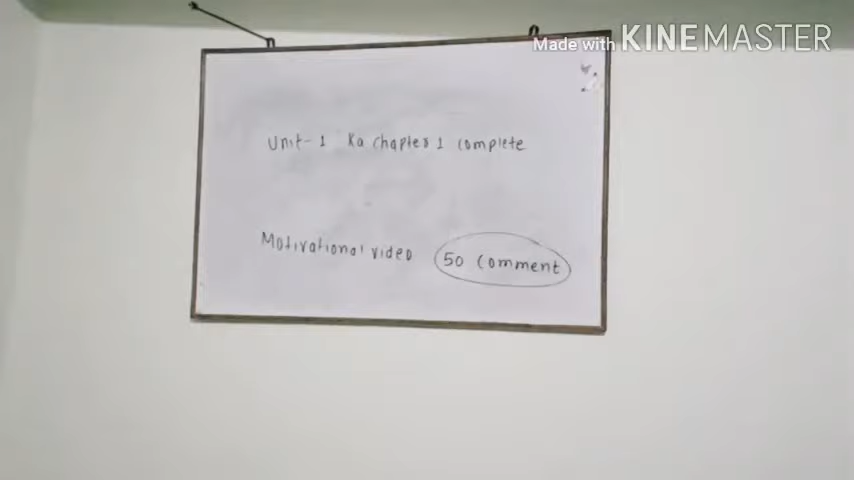 Made with KINEMASTER
Unit-1 Ka chapter 1 complete
Motivational video 50 comment